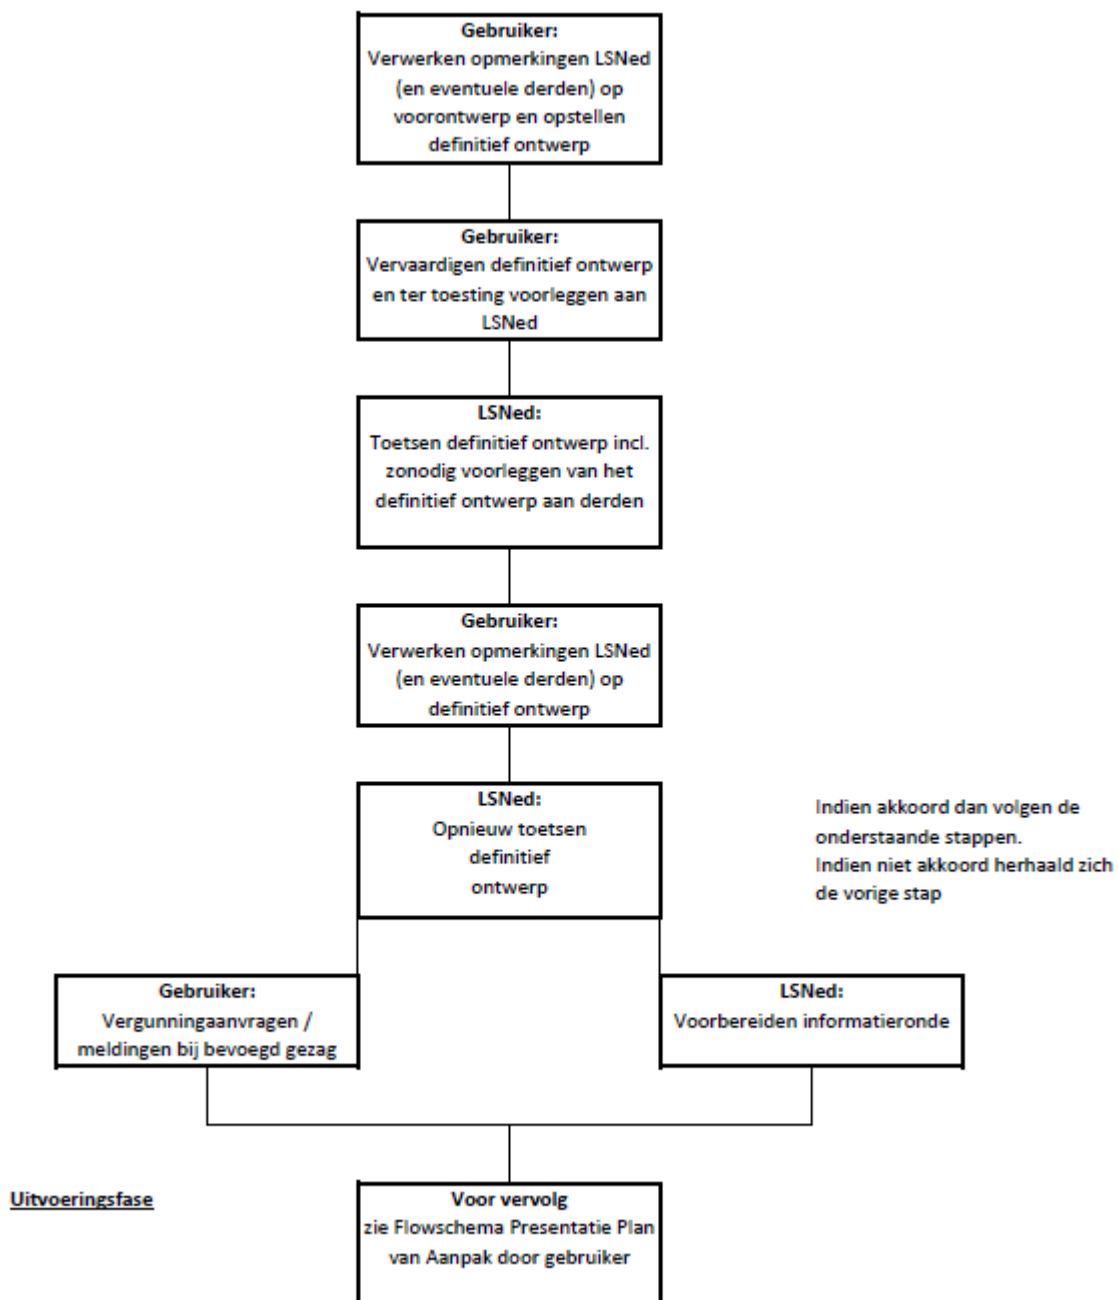 Gebruiker:
Verwerken opmerkingen LSNed
(en eventuele derden) op
voorontwerp en opstellen
definitief ontwerp
Gebruiker:
Vervaardigen definitief ontwerp
en ter toesting voorleggen aan
LSNed
LSNed:
Toetsen definitief ontwerp incl.
zonodig voorleggen van het
definitief ontwerp aan derden
Gebruiker:
Verwerken opmerkingen LSNed
(en eventuele derden) op
definitief ontwerp
LSNed:
Opnieuw toetsen
definitief
ontwerp
Indien akkoord dan volgen de
onderstaande stappen.
Indien niet akkoord herhaald zich
de vorige stap
Gebruiker:
Vergunningaanvragen /
meldingen bij bevoegd gezag
LSNed:
Voorbereiden informatieronde
Uitvoeringsfase
Voor vervolg
zie Flowschema Presentatie Plan
van Aanpak door gebruiker